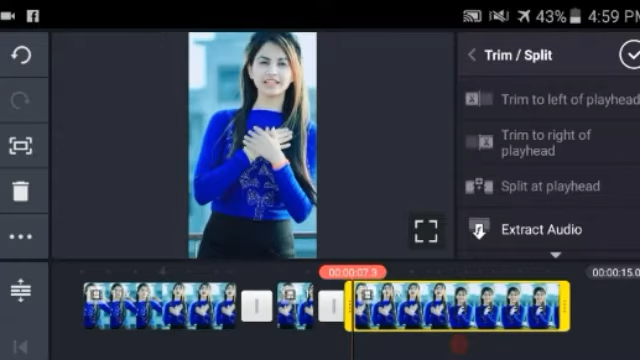 43% 4:59 PM
Trim / Split
Trim to left of playhead
Trim to right of
playhead
Split at playhead
Extract Audio
00:00:07.3
00:00:15.0